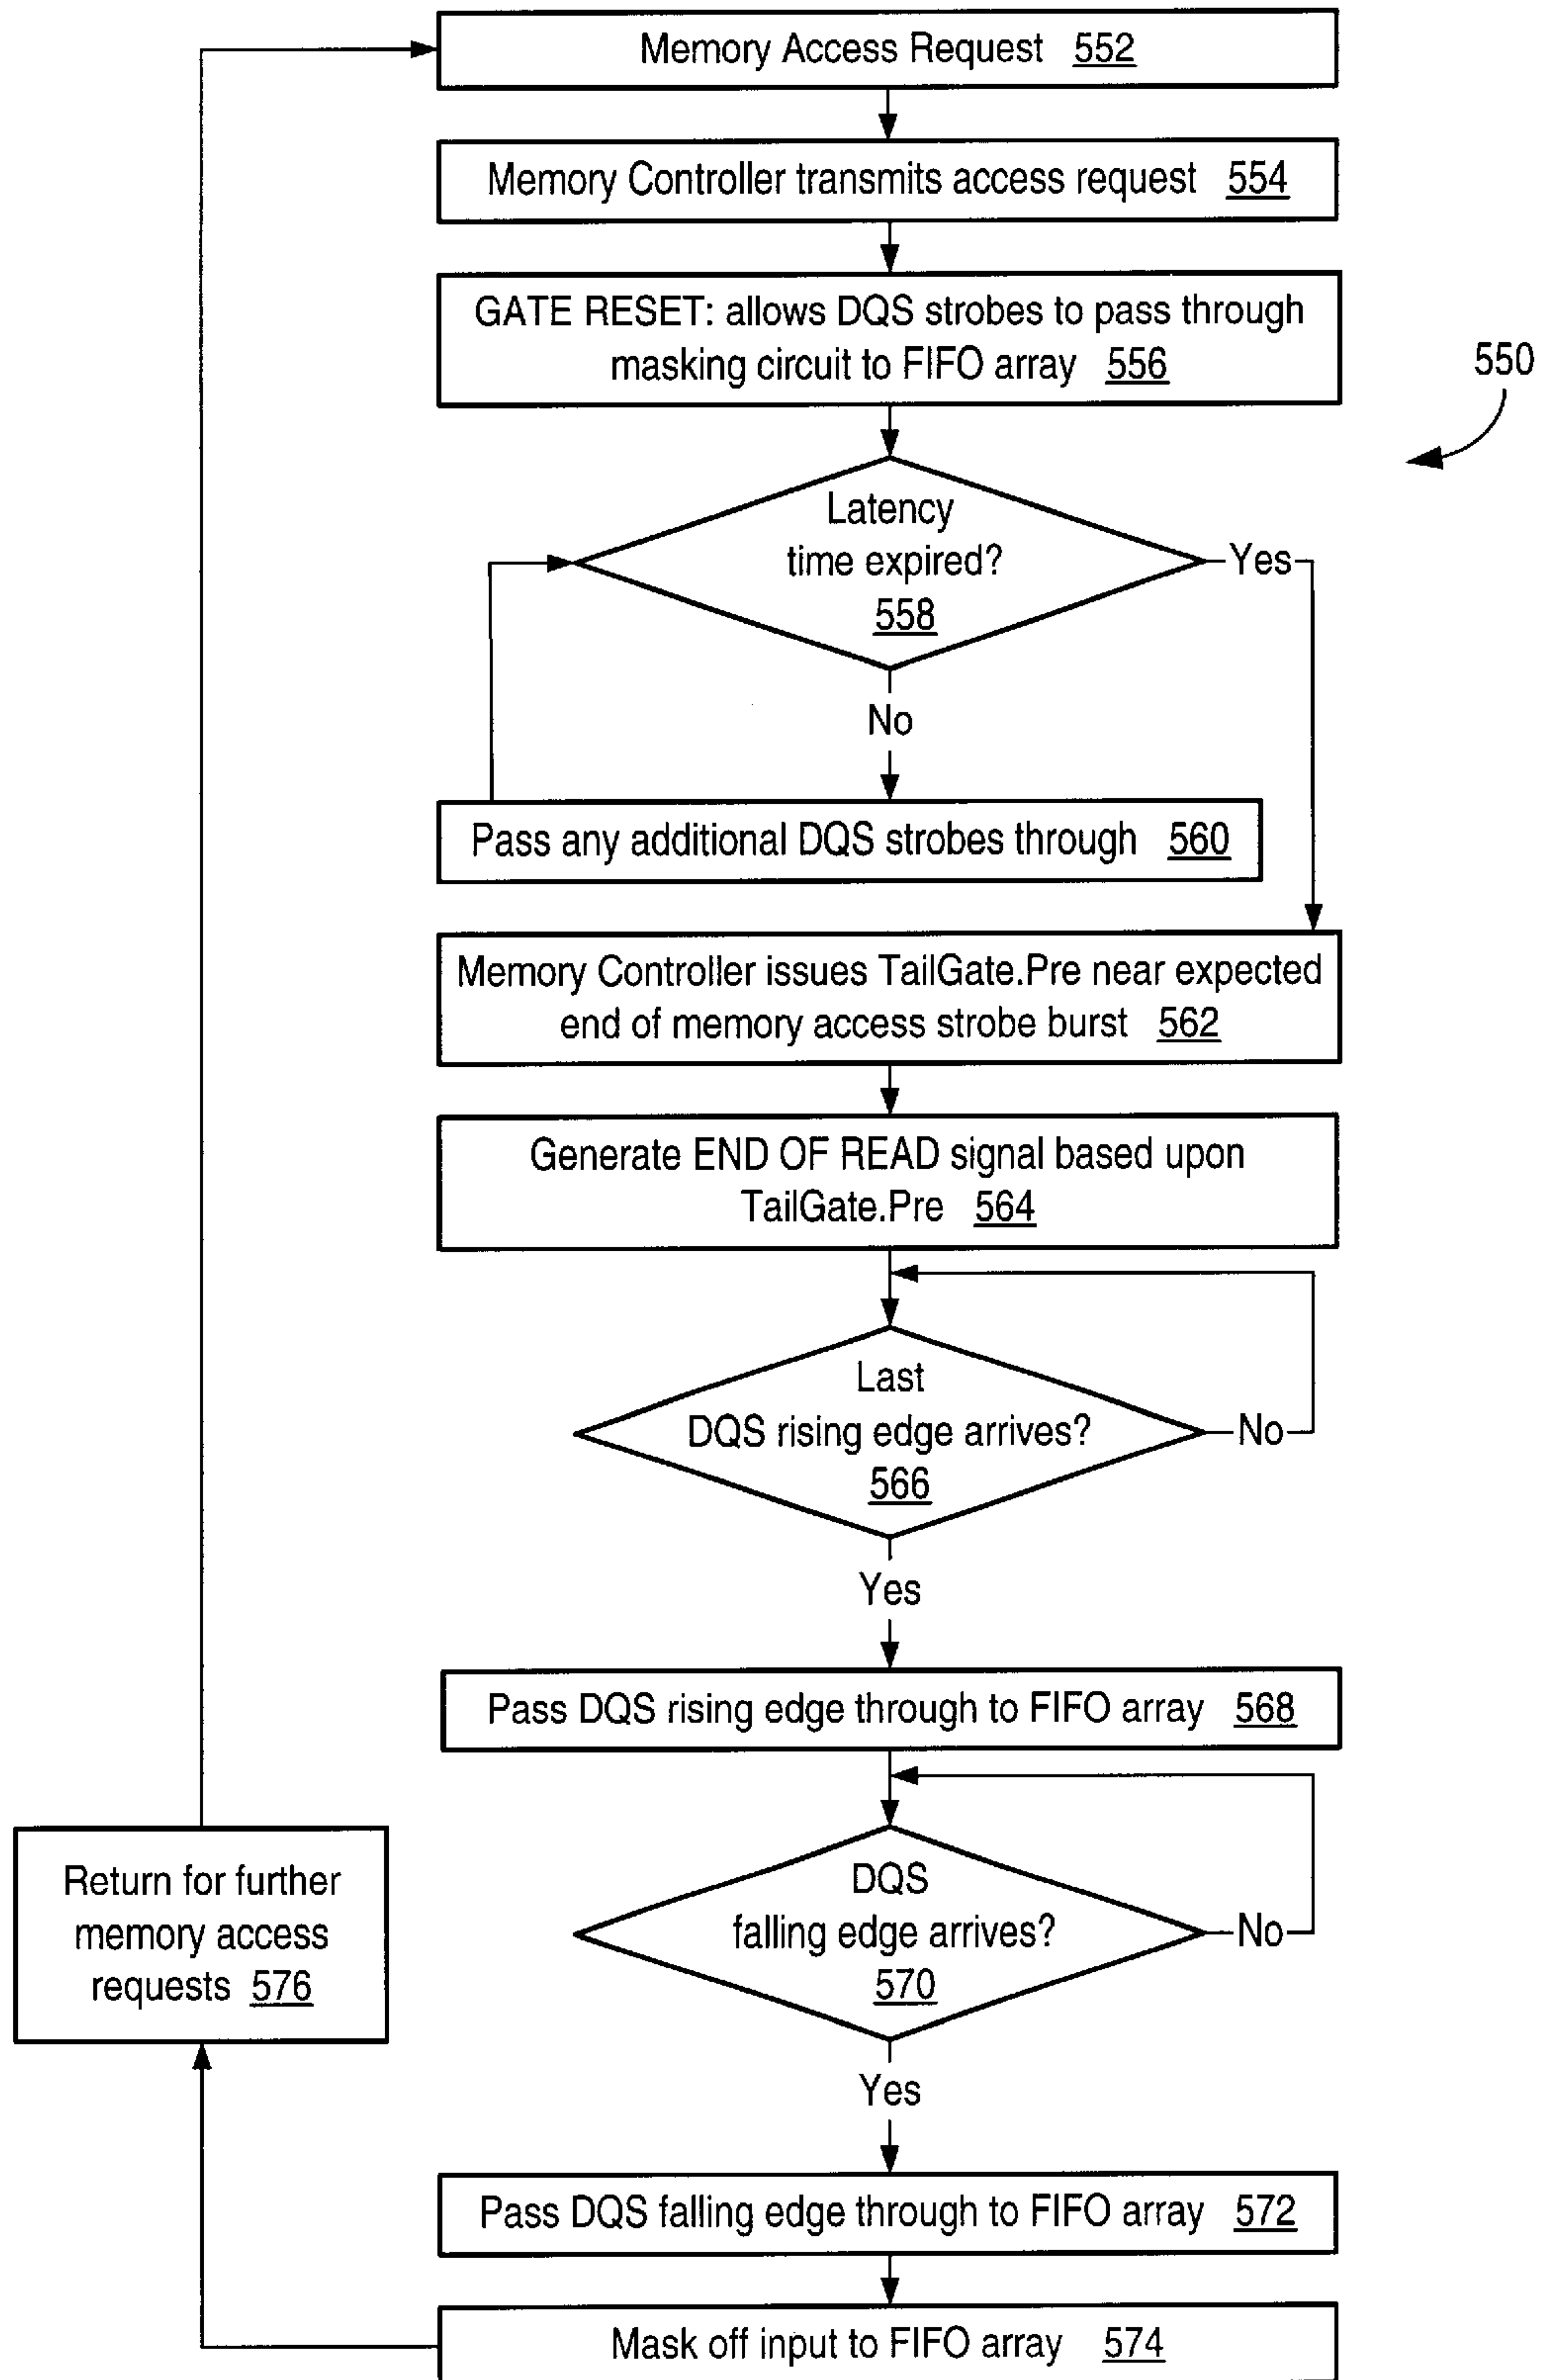 Memory Access Request 552
Memory Controller transmits access request 554
GATE RESET: allows DQS strobes to pass through
masking circuit to FIFO array 556
550
Latency
time expired?
558
Yes
No
Pass any additional DQS strobes through 560
Memory Controller issues TailGate.Pre near expected
end of memory access strobe burst 562
Generate END OF READ signal based upon
TailGate.Pre 564
Last
DQS rising edge arrives?
566
No
Yes
Pass DQS rising edge through to FIFO array 568
DQS
falling edge arrives?
570
No
Yes
Return for further
memory access
requests 576
Pass DQS falling edge through to FIFO array 572
Mask off input to FIFO array 574